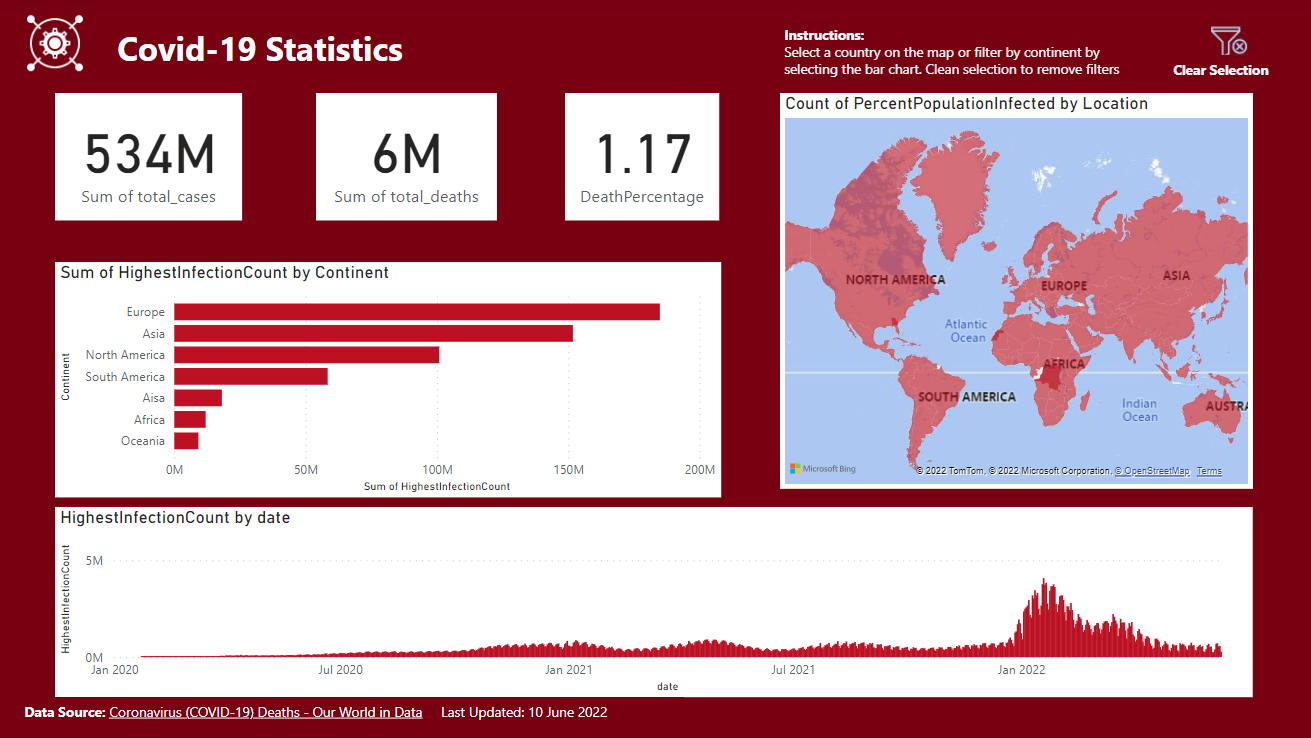 Covid-19 Statistics
Instructions:
Select a country on the map or filter by continent by
selecting the bar chart. Clean selection to remove filters
Clear Selection
534M
Sum of total_cases
6M
Sum of total_deaths
1.17
DeathPercentage
Count of PercentPopulationInfected by Location
NORTH AMERICA
EUROPE
ASIA
Atlantic
Ocean
AFRICA
SOUTH AMERICA
Indian
Ocean
AUSTRA
Microsoft Bing
© 2022 TomTom, © 2022 Microsoft Corporation, © OpenStreetMap Terms
Sum of HighestInfectionCount by Continent
Continent
Europe
Asia
North America
South America
Aisa
Africa
Oceania
0M 50M 100M 150M 200M
Sum of HighestInfectionCount
HighestInfectionCount by date
HighestInfectionCount
5M
0M
Jan 2020 Jul 2020 Jan 2021 Jul 2021 Jan 2022
date
Data Source: Coronavirus (COVID-19) Deaths - Our World in Data Last Updated: 10 June 2022